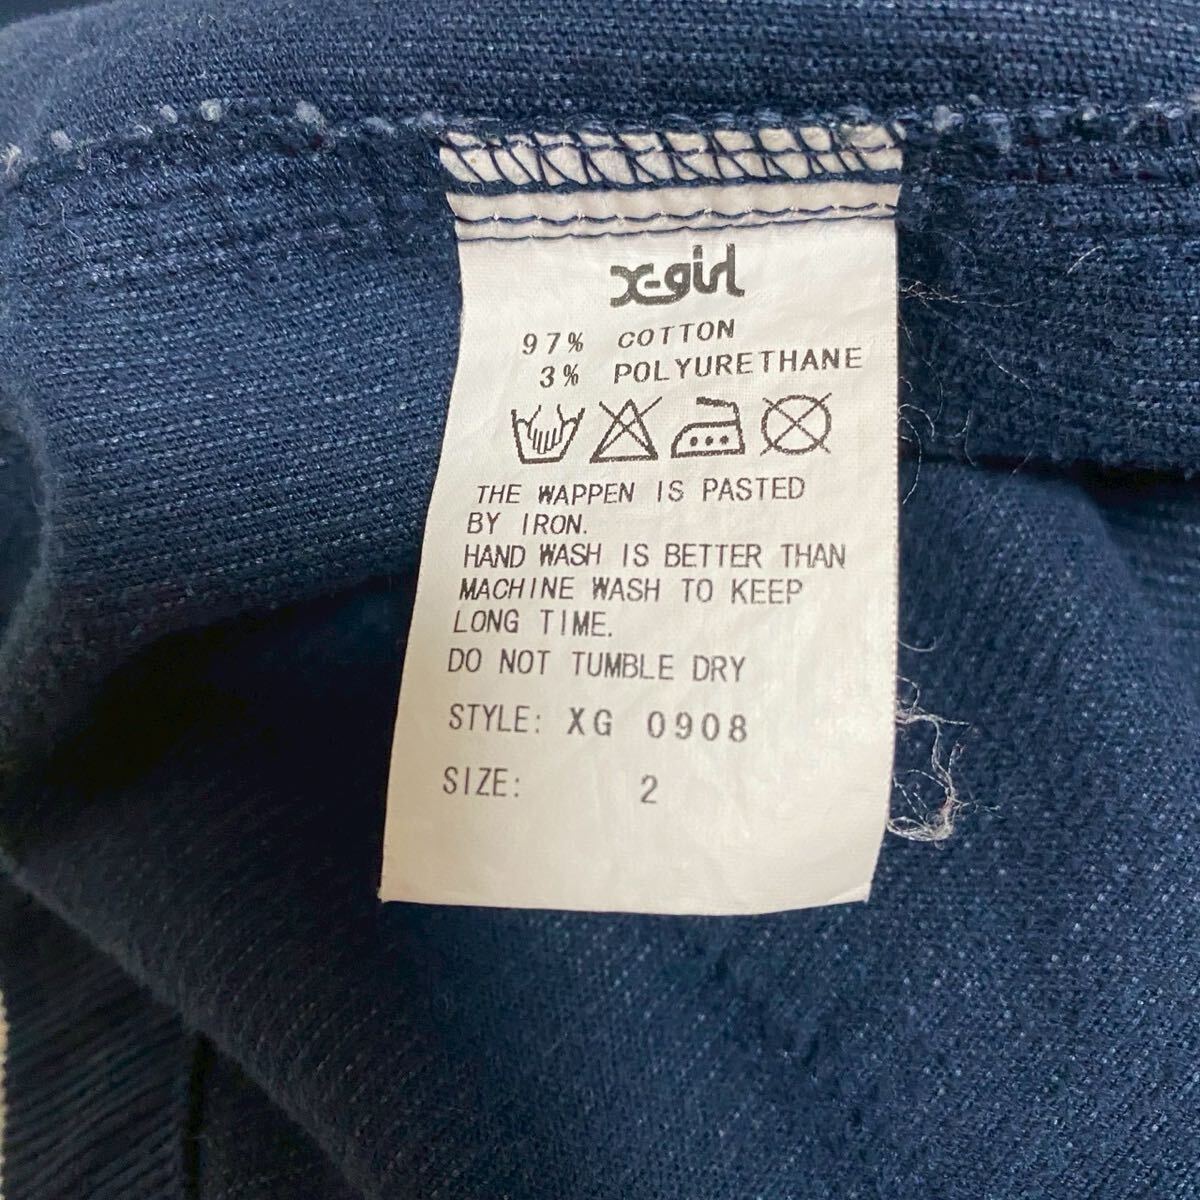 X-girl
97% COTTON
3% POLYURETHANE
THE WAPPEN IS PASTED
BY IRON.
HAND WASH IS BETTER THAN
MACHINE WASH TO KEEP
LONG TIME.
DO NOT TUMBLE DRY
STYLE: XG 0908
SIZE: 2